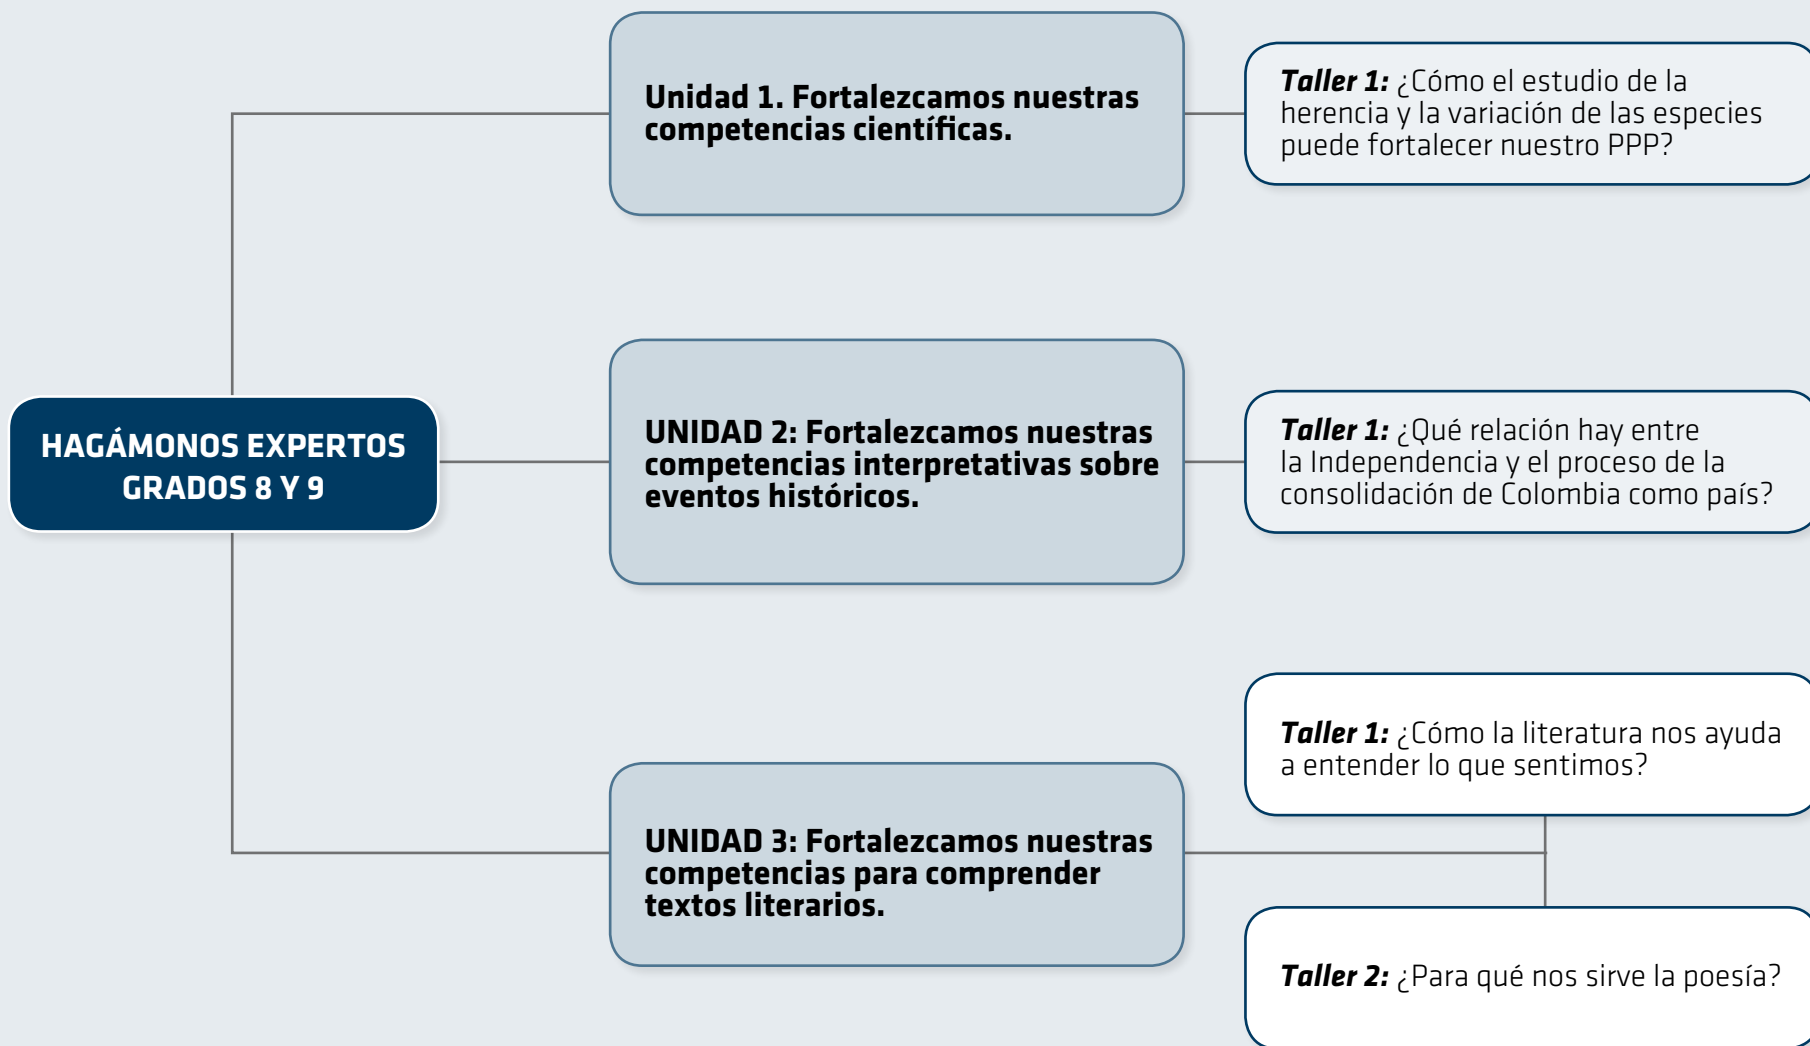 HAGÁMONOS EXPERTOS
GRADOS 8 Y 9
Unidad 1. Fortalezcamos nuestras
competencias científicas.
Taller 1: ¿Cómo el estudio de la
herencia y la variación de las especies
puede fortalecer nuestro PPP?
UNIDAD 2: Fortalezcamos nuestras
competencias interpretativas sobre
eventos históricos.
Taller 1: ¿Qué relación hay entre
la Independencia y el proceso de la
consolidación de Colombia como país?
UNIDAD 3: Fortalezcamos nuestras
competencias para comprender
textos literarios.
Taller 1: ¿Cómo la literatura nos ayuda
a entender lo que sentimos?
Taller 2: ¿Para qué nos sirve la poesía?